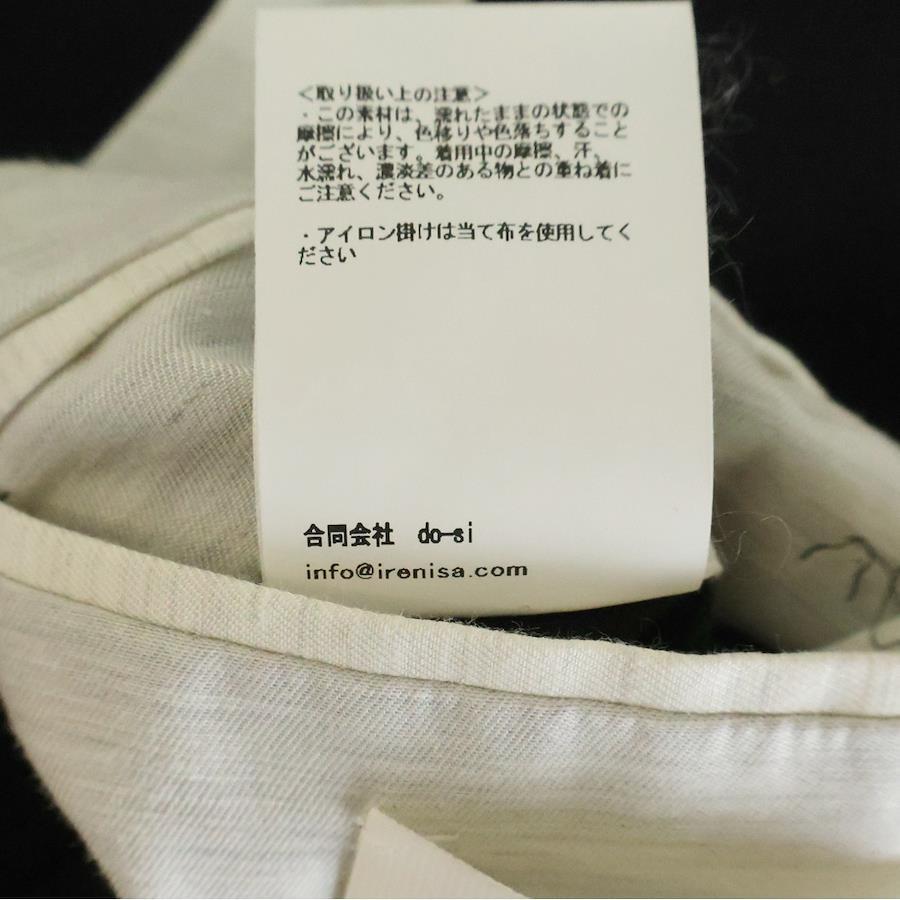 <取り扱い上の注意>
・この素材は、濡れたままの状態での
摩擦により、色移りや色落ちすること
がございます。着用中の摩擦、汗、
水濡れ、濃淡差のある物との重ね着に
ご注意ください。
・アイロン掛けは当て布を使用してく
ださい
合同会社 do-si
info@irenisa.com